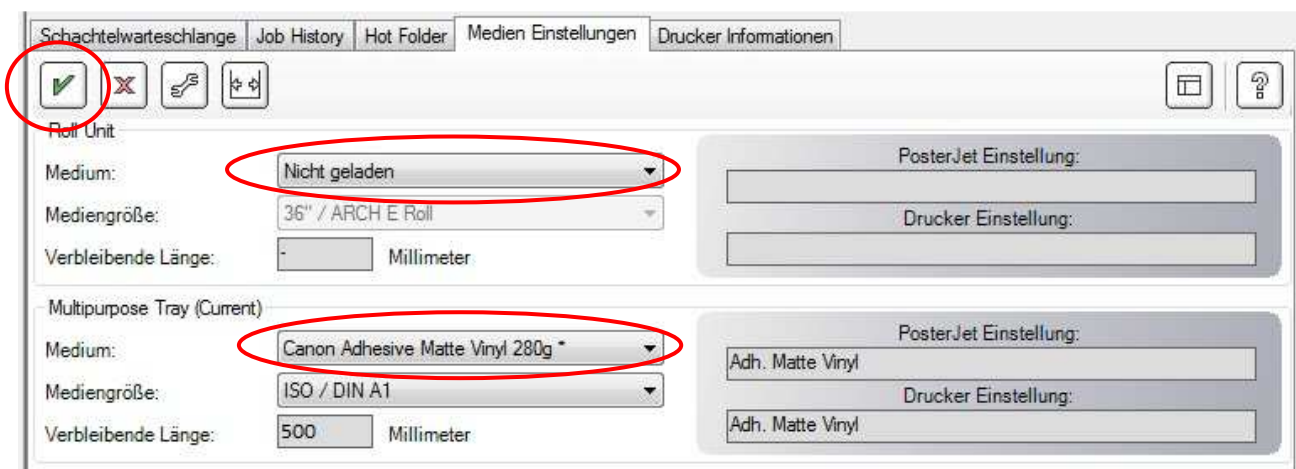 Schachtelwarteschlange Job History Hot Folder Medien Einstellungen Drucker Informationen
Roll Unit
Medium: Nicht geladen
Mediengröße: 36" / ARCH E Roll
Verbleibende Länge: - Millimeter
PosterJet Einstellung:
Drucker Einstellung:
Multipurpose Tray (Current)
Medium: Canon Adhesive Matte Vinyl 280g *
Mediengröße: ISO / DIN A1
Verbleibende Länge: 500 Millimeter
PosterJet Einstellung:
Adh. Matte Vinyl
Drucker Einstellung:
Adh. Matte Vinyl